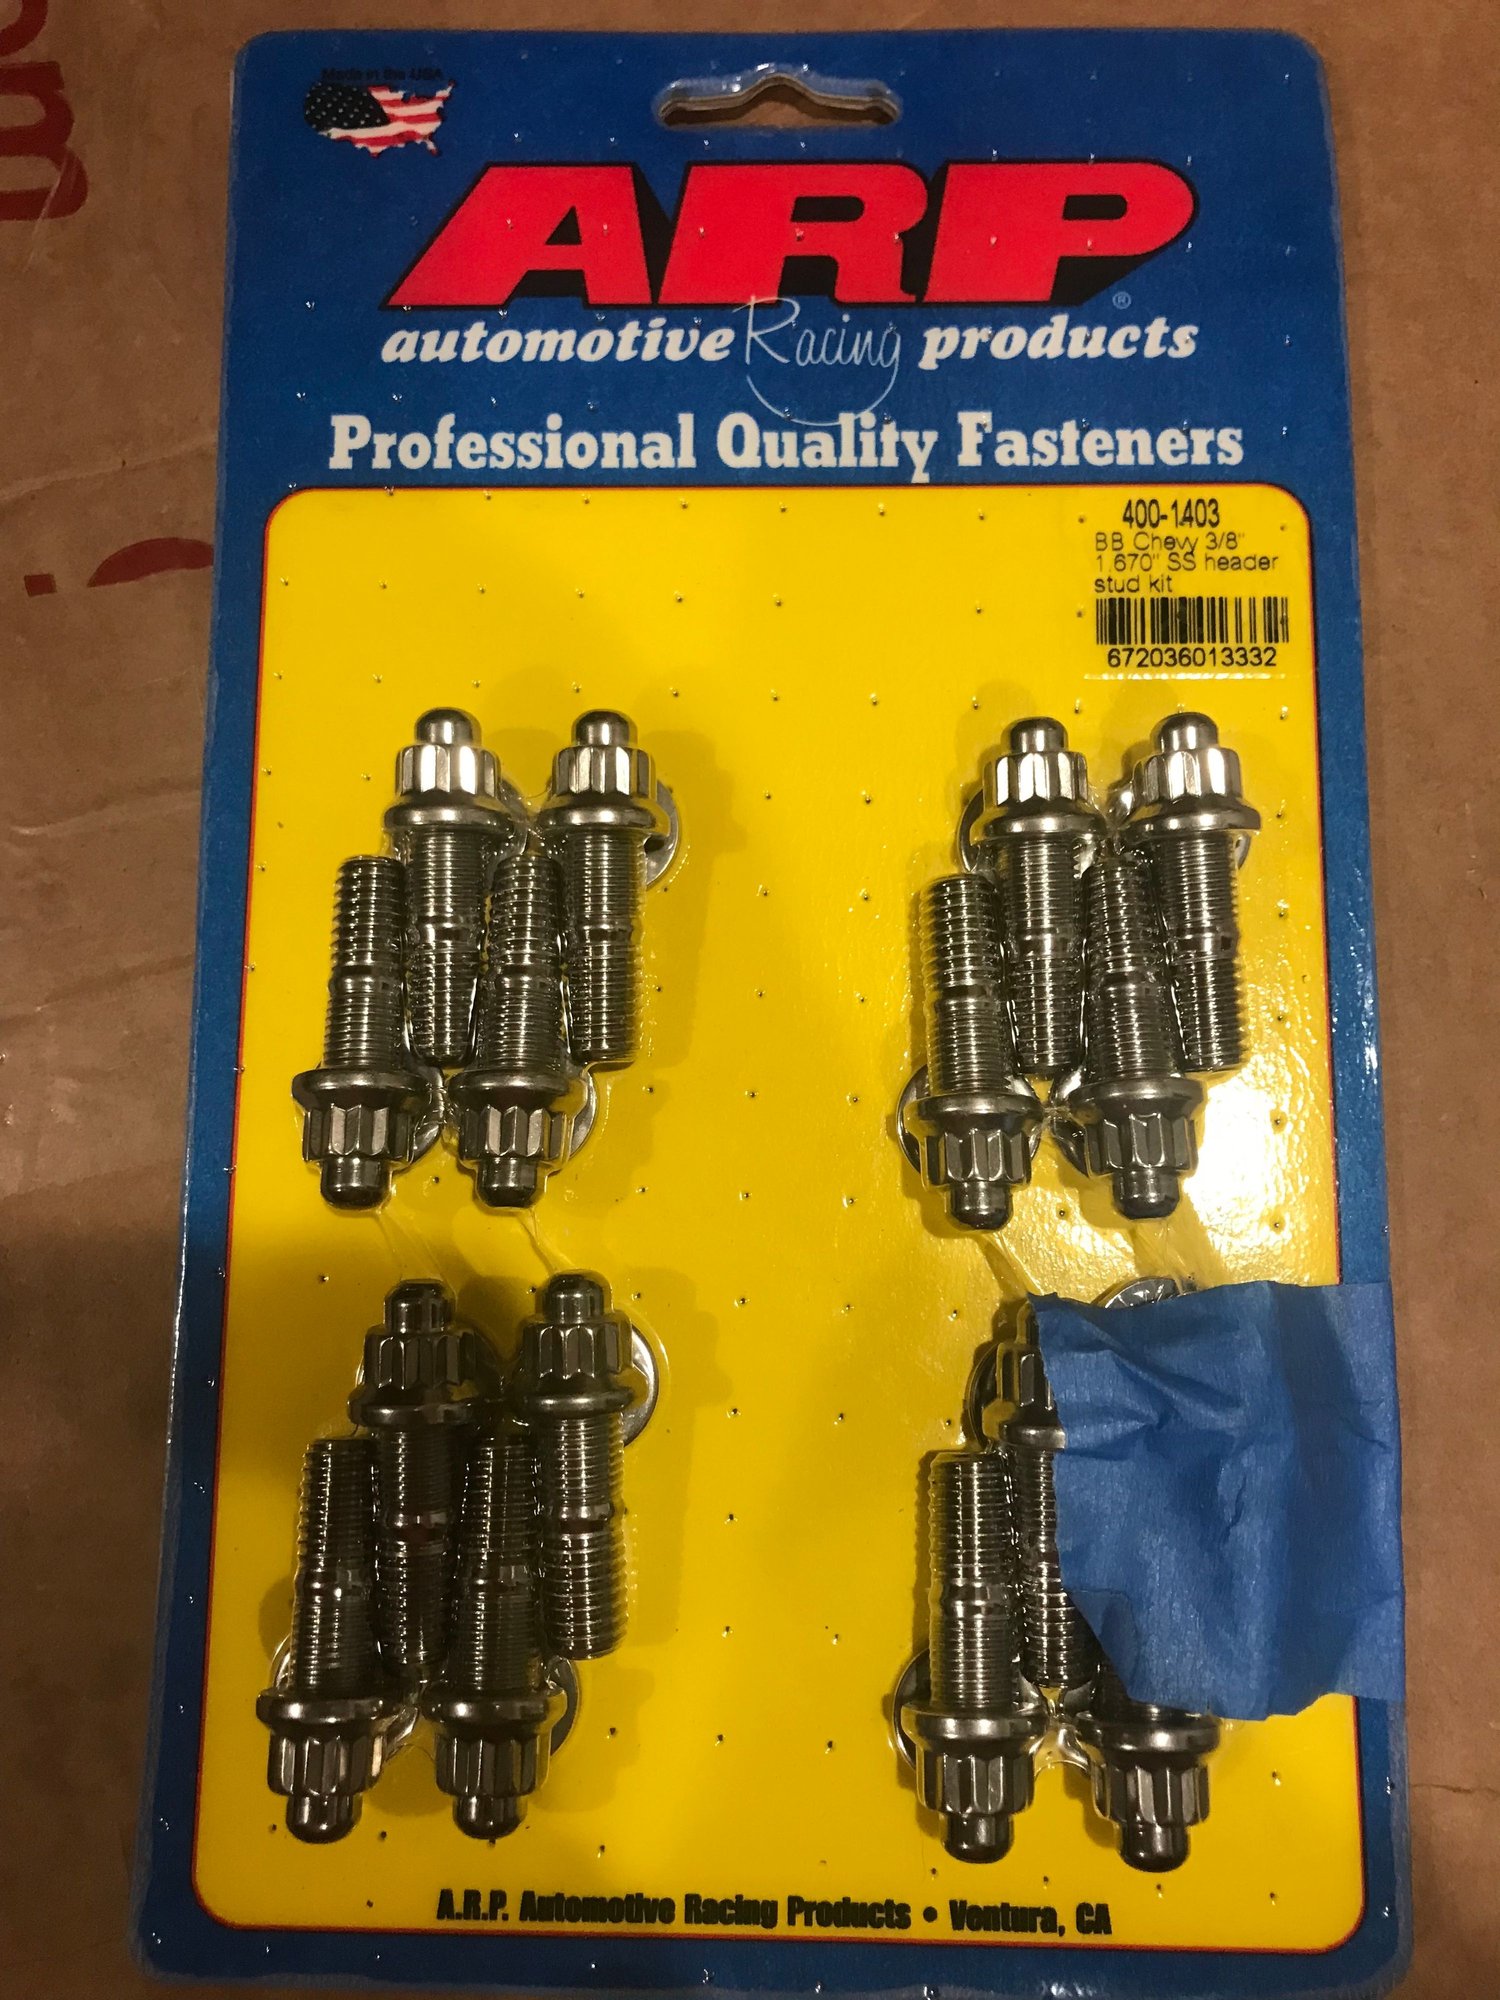 Made in the USA
ARP®
automotive Racing products
Professional Quality Fasteners
400-1403
BB Chevy 3/8"
1.670" SS header
stud kit
672036013332
A.R.P. Automotive Racing Products • Ventura, CA